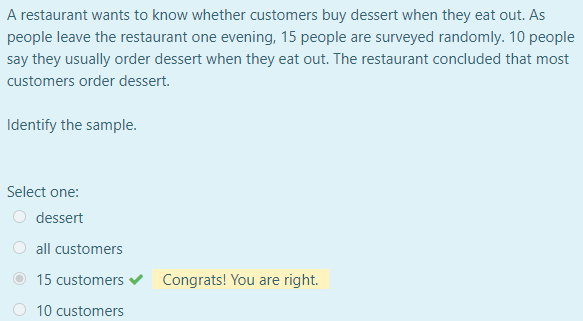 A restaurant wants to know whether customers buy dessert when they eat out. As
people leave the restaurant one evening, 15 people are surveyed randomly. 10 people
say they usually order dessert when they eat out. The restaurant concluded that most
customers order dessert.
Identify the sample.
Select one:
dessert
all customers
15 customers Congrats! You are right.
10 customers